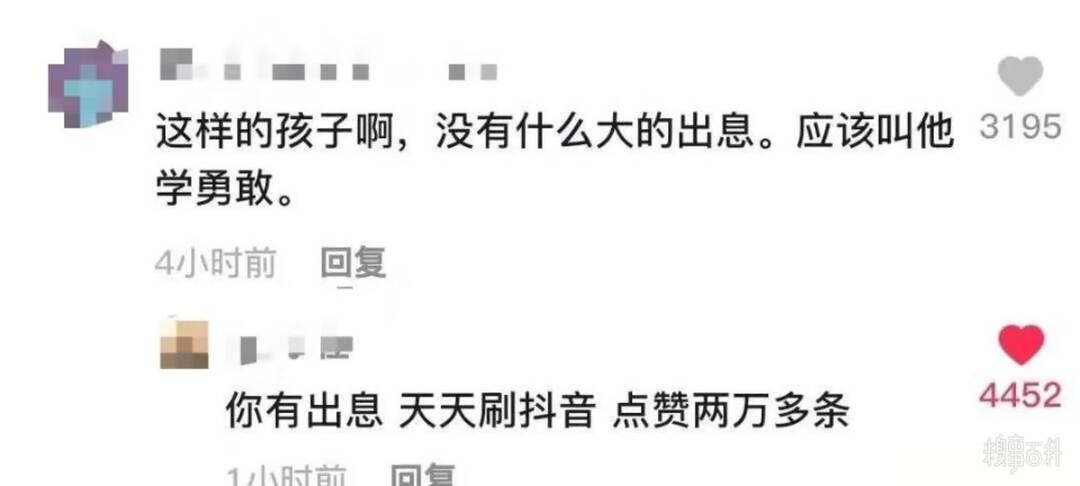 这样的孩子啊，没有什么大的出息。应该叫他
3195
学勇敢。
4小时前 回复
你有出息 天天刷抖音 点赞两万多条
4452
1小时前 回复
糗事百科